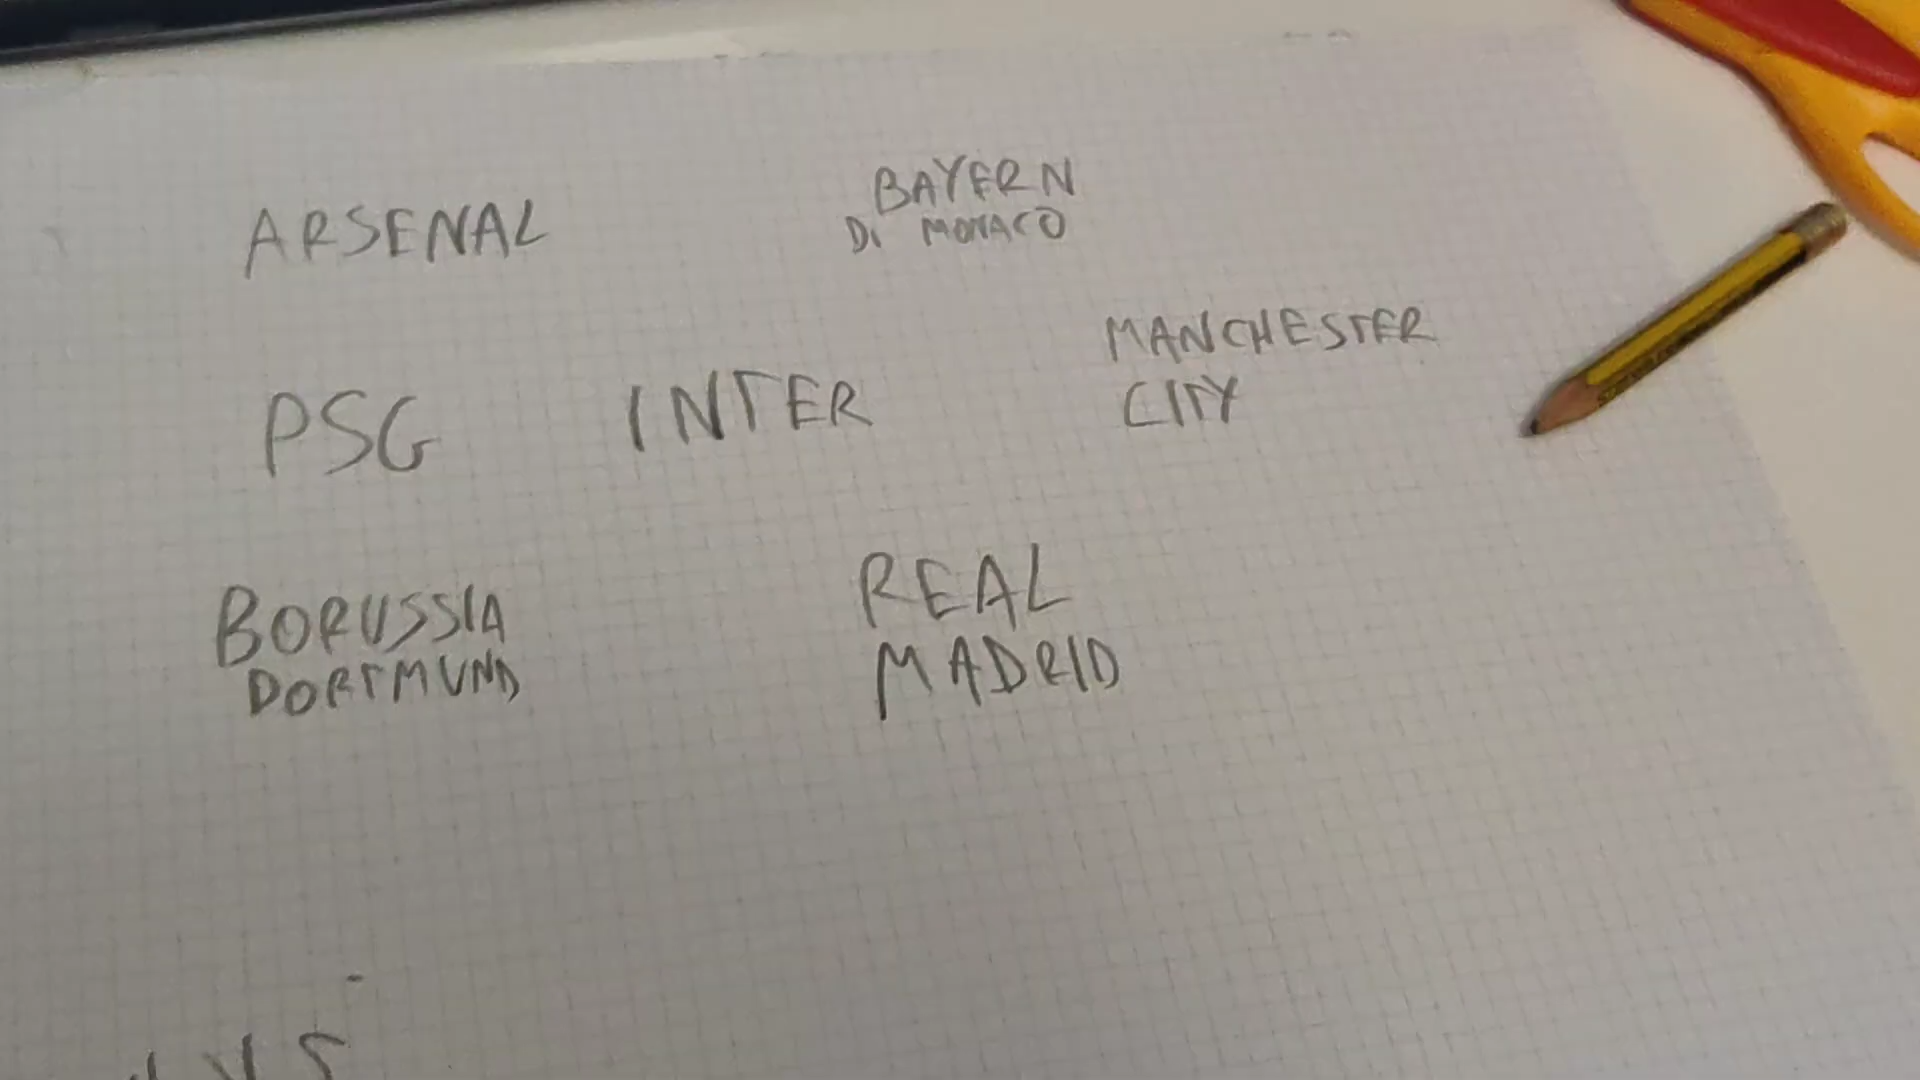 ARSENAL
BAYERN
DI MONACO
MANCHESTER
CITY
PSG
INTER
BORUSSIA
DORTMUND
REAL
MADRID